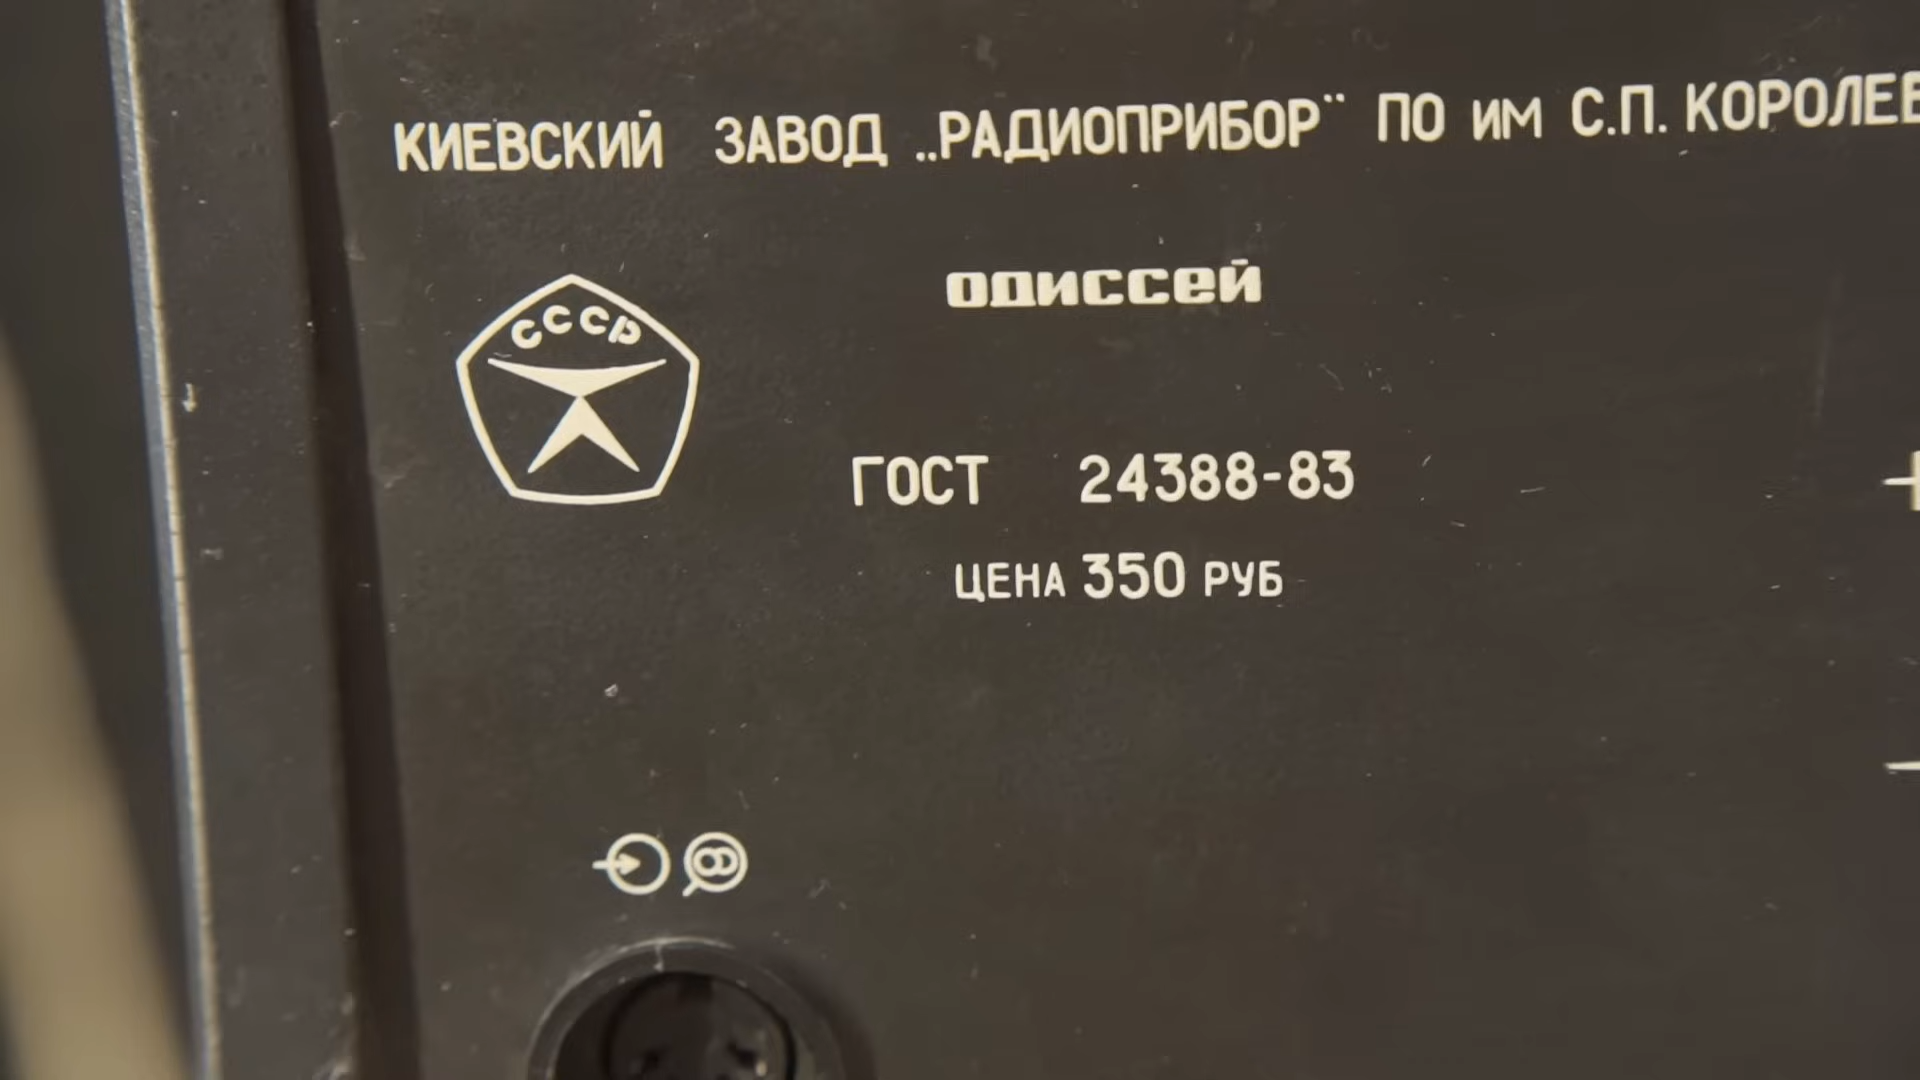 КИЕВСКИЙ ЗАВОД „РАДИОПРИБОР" ПО ИМ С.П. КОРОЛЕВ
ОДИССЕЙ
СССР
ГОСТ 24388-83
ЦЕНА 350 РУБ